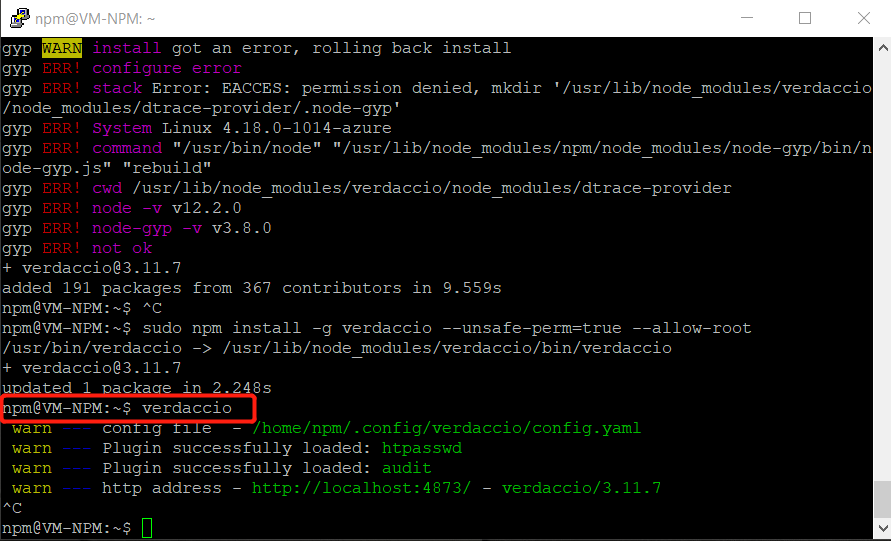 npm@VM-NPM: ~
gyp WARN install got an error, rolling back install
gyp ERR! configure error
gyp ERR! stack Error: EACCES: permission denied, mkdir '/usr/lib/node_modules/verdaccio
/node_modules/dtrace-provider/.node-gyp'
gyp ERR! System Linux 4.18.0-1014-azure
gyp ERR! command "/usr/bin/node" "/usr/lib/node_modules/npm/node_modules/node-gyp/bin/n
ode-gyp.js" "rebuild"
gyp ERR! cwd /usr/lib/node_modules/verdaccio/node_modules/dtrace-provider
gyp ERR! node -v v12.2.0
gyp ERR! node-gyp -v v3.8.0
gyp ERR! not ok
+ verdaccio@3.11.7
added 191 packages from 367 contributors in 9.559s
npm@VM-NPM:~$ ^C
npm@VM-NPM:~$ sudo npm install -g verdaccio --unsafe-perm=true --allow-root
/usr/bin/verdaccio -> /usr/lib/node_modules/verdaccio/bin/verdaccio
+ verdaccio@3.11.7
updated 1 package in 2.248s
npm@VM-NPM:~$ verdaccio
warn --- config file  - /home/npm/.config/verdaccio/config.yaml
warn --- Plugin successfully loaded: htpasswd
warn --- Plugin successfully loaded: audit
warn --- http address - http://localhost:4873/ - verdaccio/3.11.7
^C
npm@VM-NPM:~$